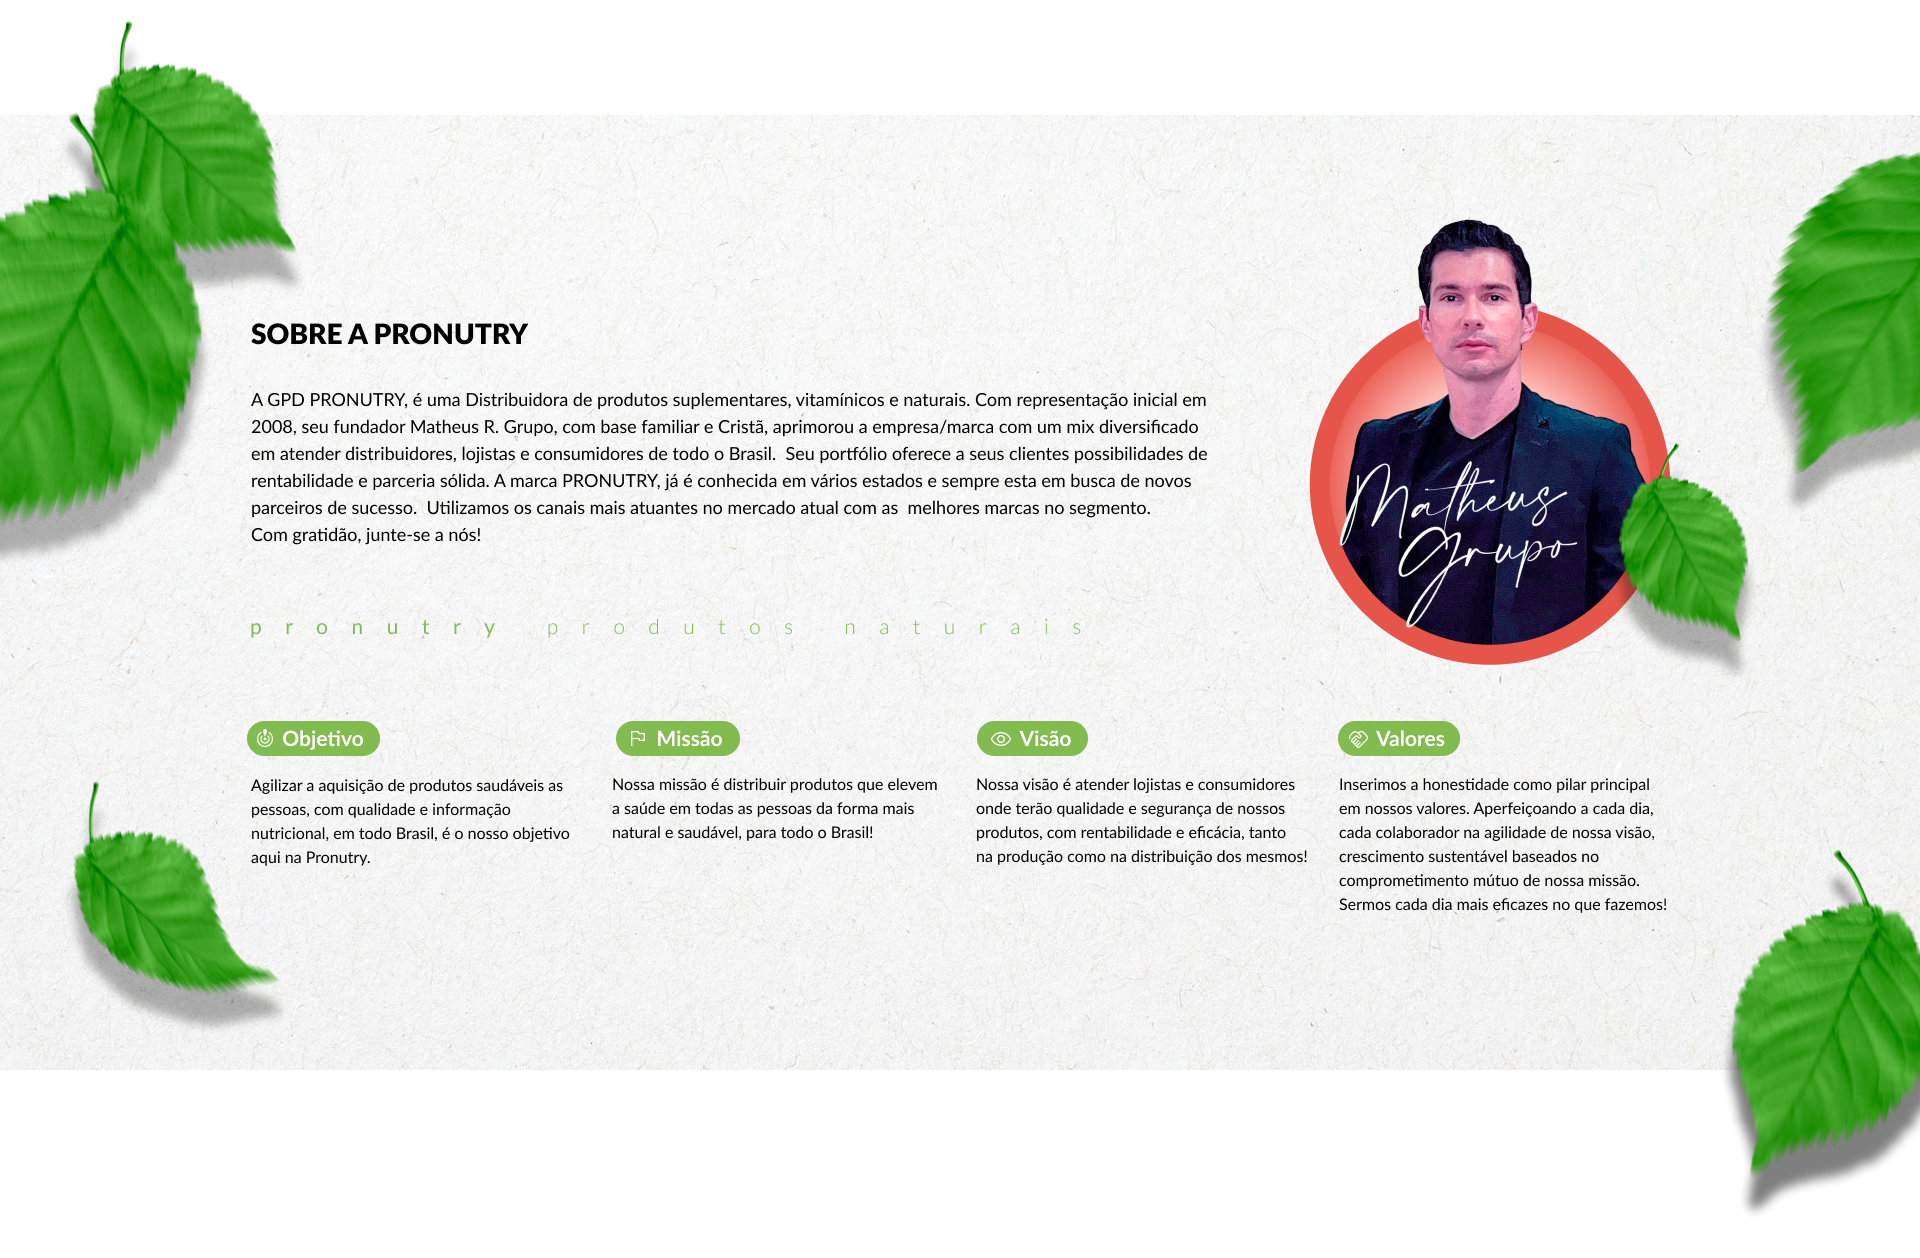 SOBRE A PRONUTRY
A GPD PRONUTRY, é uma Distribuidora de produtos suplementares, vitamínicos e naturais. Com representação inicial em
2008, seu fundador Matheus R. Grupo, com base familiar e Cristã, aprimorou a empresa/marca com um mix diversificado
em atender distribuidores, lojistas e consumidores de todo o Brasil.  Seu portfólio oferece a seus clientes possibilidades de
rentabilidade e parceria sólida. A marca PRONUTRY, já é conhecida em vários estados e sempre esta em busca de novos
parceiros de sucesso.  Utilizamos os canais mais atuantes no mercado atual com as  melhores marcas no segmento.
Com gratidão, junte-se a nós!
Matheus
Grupo
pronutry produtos naturais
Objetivo
Agilizar a aquisição de produtos saudáveis as
pessoas, com qualidade e informação
nutricional, em todo Brasil, é o nosso objetivo
aqui na Pronutry.
Missão
Nossa missão é distribuir produtos que elevem
a saúde em todas as pessoas da forma mais
natural e saudável, para todo o Brasil!
Visão
Nossa visão é atender lojistas e consumidores
onde terão qualidade e segurança de nossos
produtos, com rentabilidade e eficácia, tanto
na produção como na distribuição dos mesmos!
Valores
Inserimos a honestidade como pilar principal
em nossos valores. Aperfeiçoando a cada dia,
cada colaborador na agilidade de nossa visão,
crescimento sustentável baseados no
comprometimento mútuo de nossa missão.
Sermos cada dia mais eficazes no que fazemos!